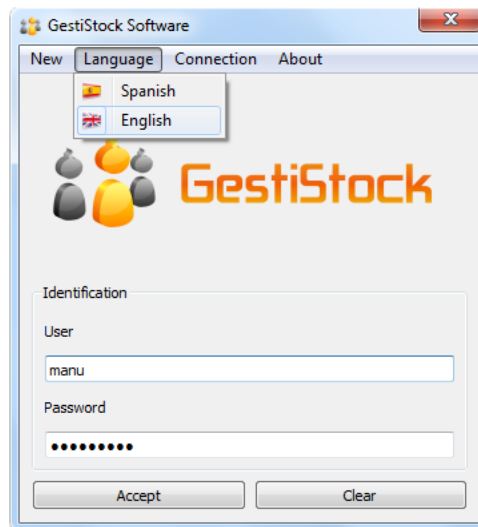 GestiStock Software
New Language Connection About
Spanish
English
GestiStock
Identification
User
manu
Password
•••••••••
Accept Clear